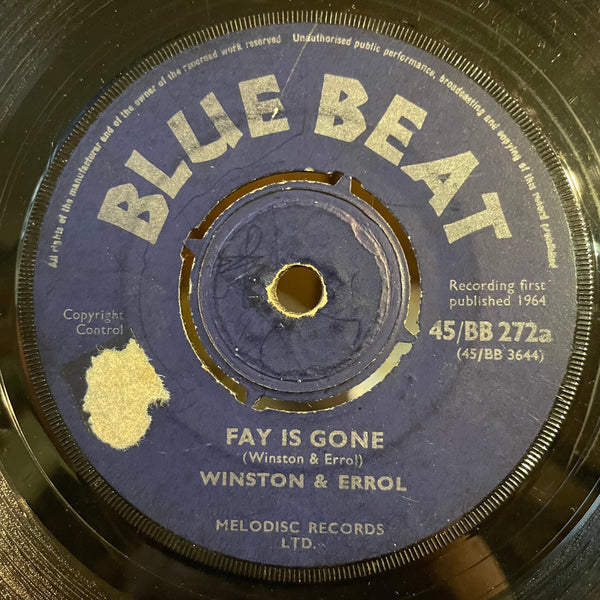 All rights of the manufacturer and of the owner of the recorded work reserved Unauthorised public performance, broadcasting and copying of this record prohibited
BLUE BEAT
Recording first
published 1964
Copyright
Control
45/BB 272a
(45/BB 3644)
FAY IS GONE
(Winston & Errol)
WINSTON & ERROL
MELODISC RECORDS
LTD.